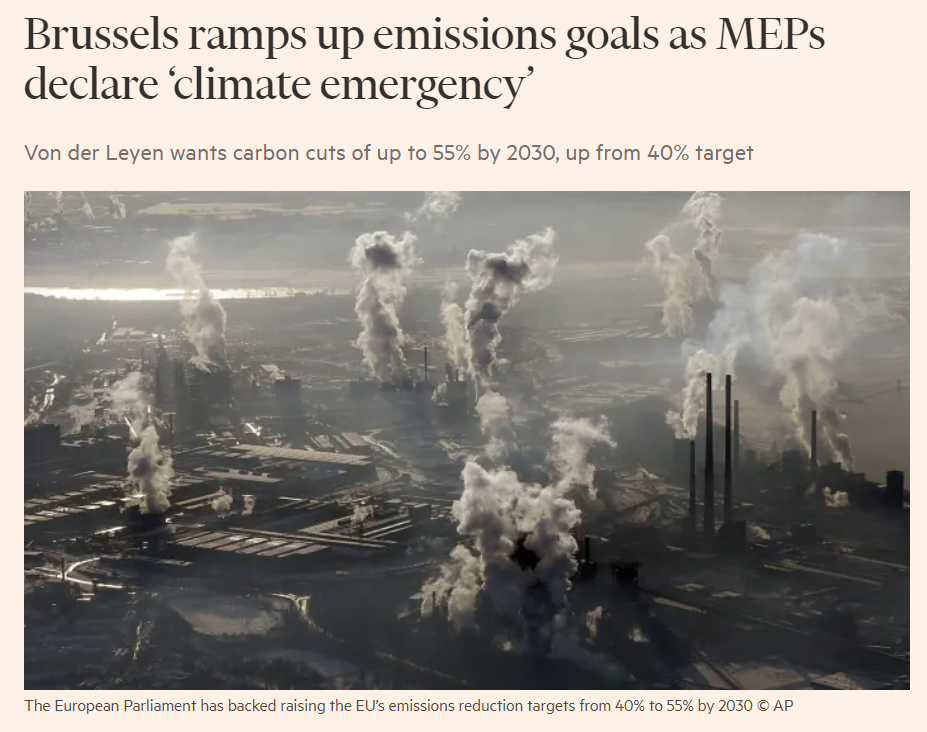 Brussels ramps up emissions goals as MEPs
declare ‘climate emergency’
Von der Leyen wants carbon cuts of up to 55% by 2030, up from 40% target
The European Parliament has backed raising the EU’s emissions reduction targets from 40% to 55% by 2030 © AP